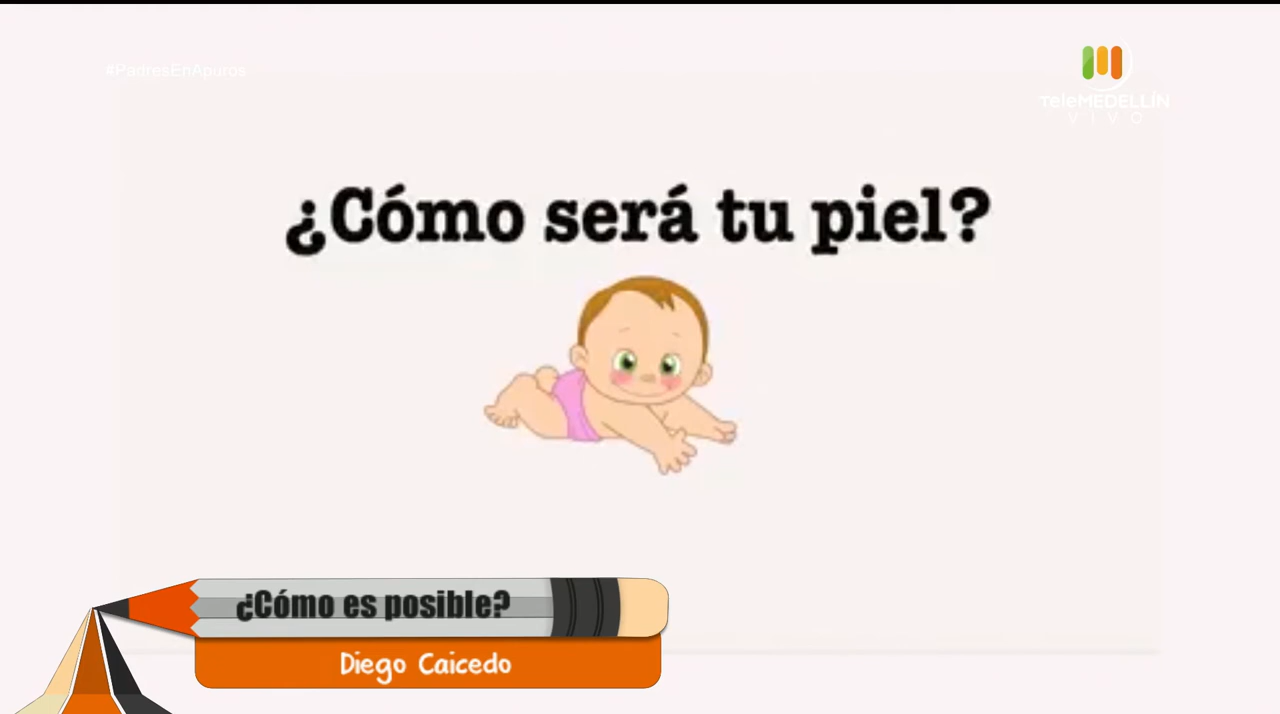 #PadresEnApuros
TeleMEDELLÍN
VIVO
¿Cómo será tu piel?
¿Cómo es posible?
Diego Caicedo